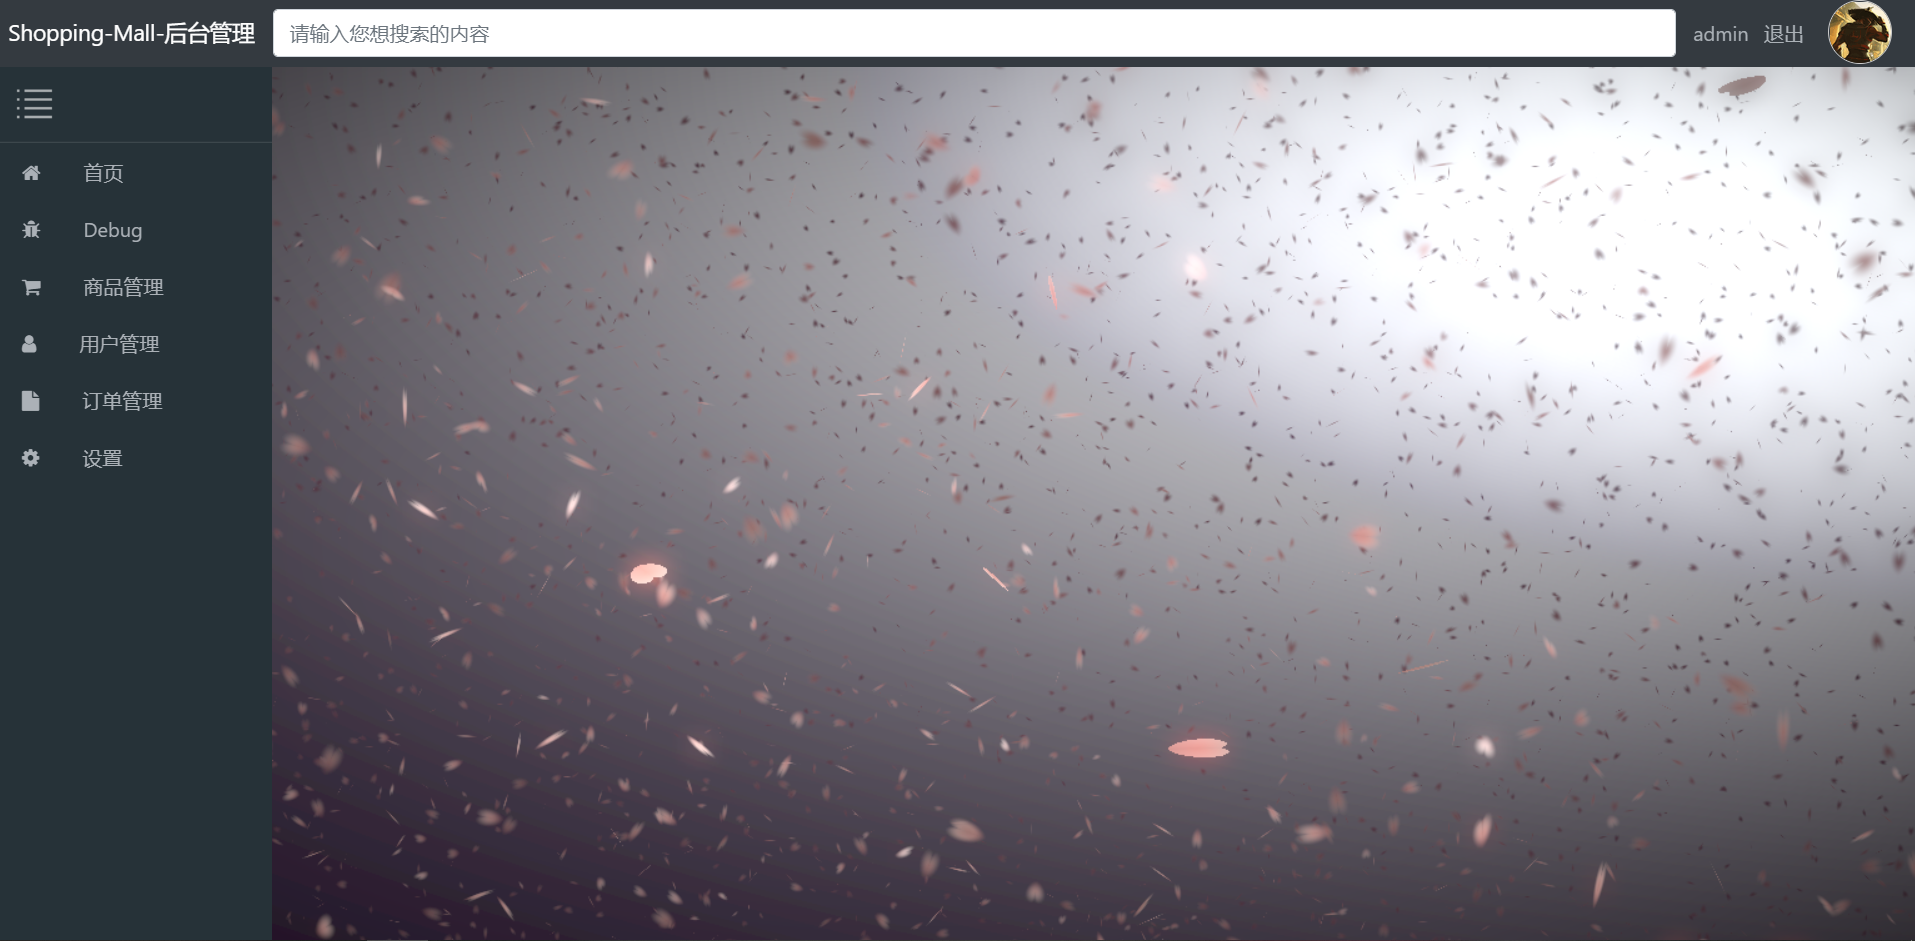 Shopping-Mall-后台管理
请输入您想搜索的内容
admin 退出
首页
Debug
商品管理
用户管理
订单管理
设置